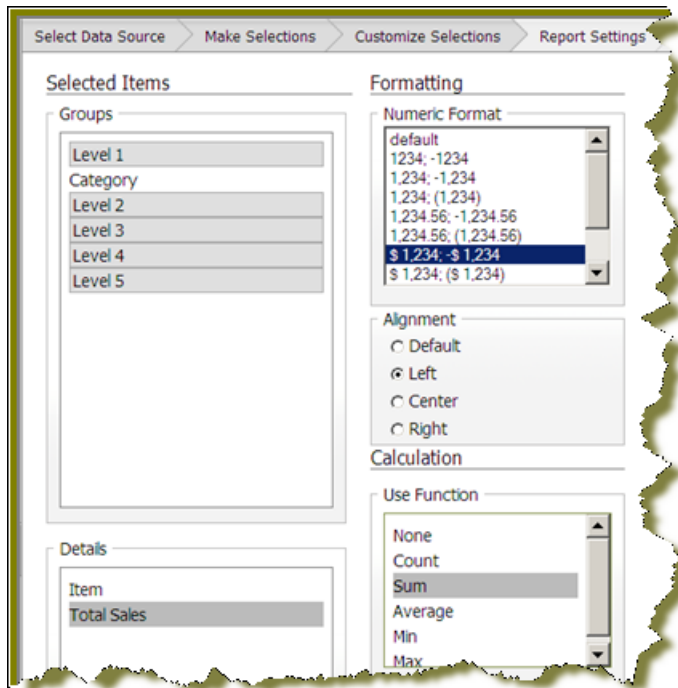 Select Data Source Make Selections Customize Selections Report Settings
Selected Items
Groups
Level 1
Category
Level 2
Level 3
Level 4
Level 5
Details
Item
Total Sales
Formatting
Numeric Format
default
1234; -1234
1,234; -1,234
1,234; (1,234)
1,234.56; -1,234.56
1,234.56; (1,234.56)
$ 1,234; -$ 1,234
$ 1,234; ($ 1,234)
Alignment
Default
Left
Center
Right
Calculation
Use Function
None
Count
Sum
Average
Min
Max